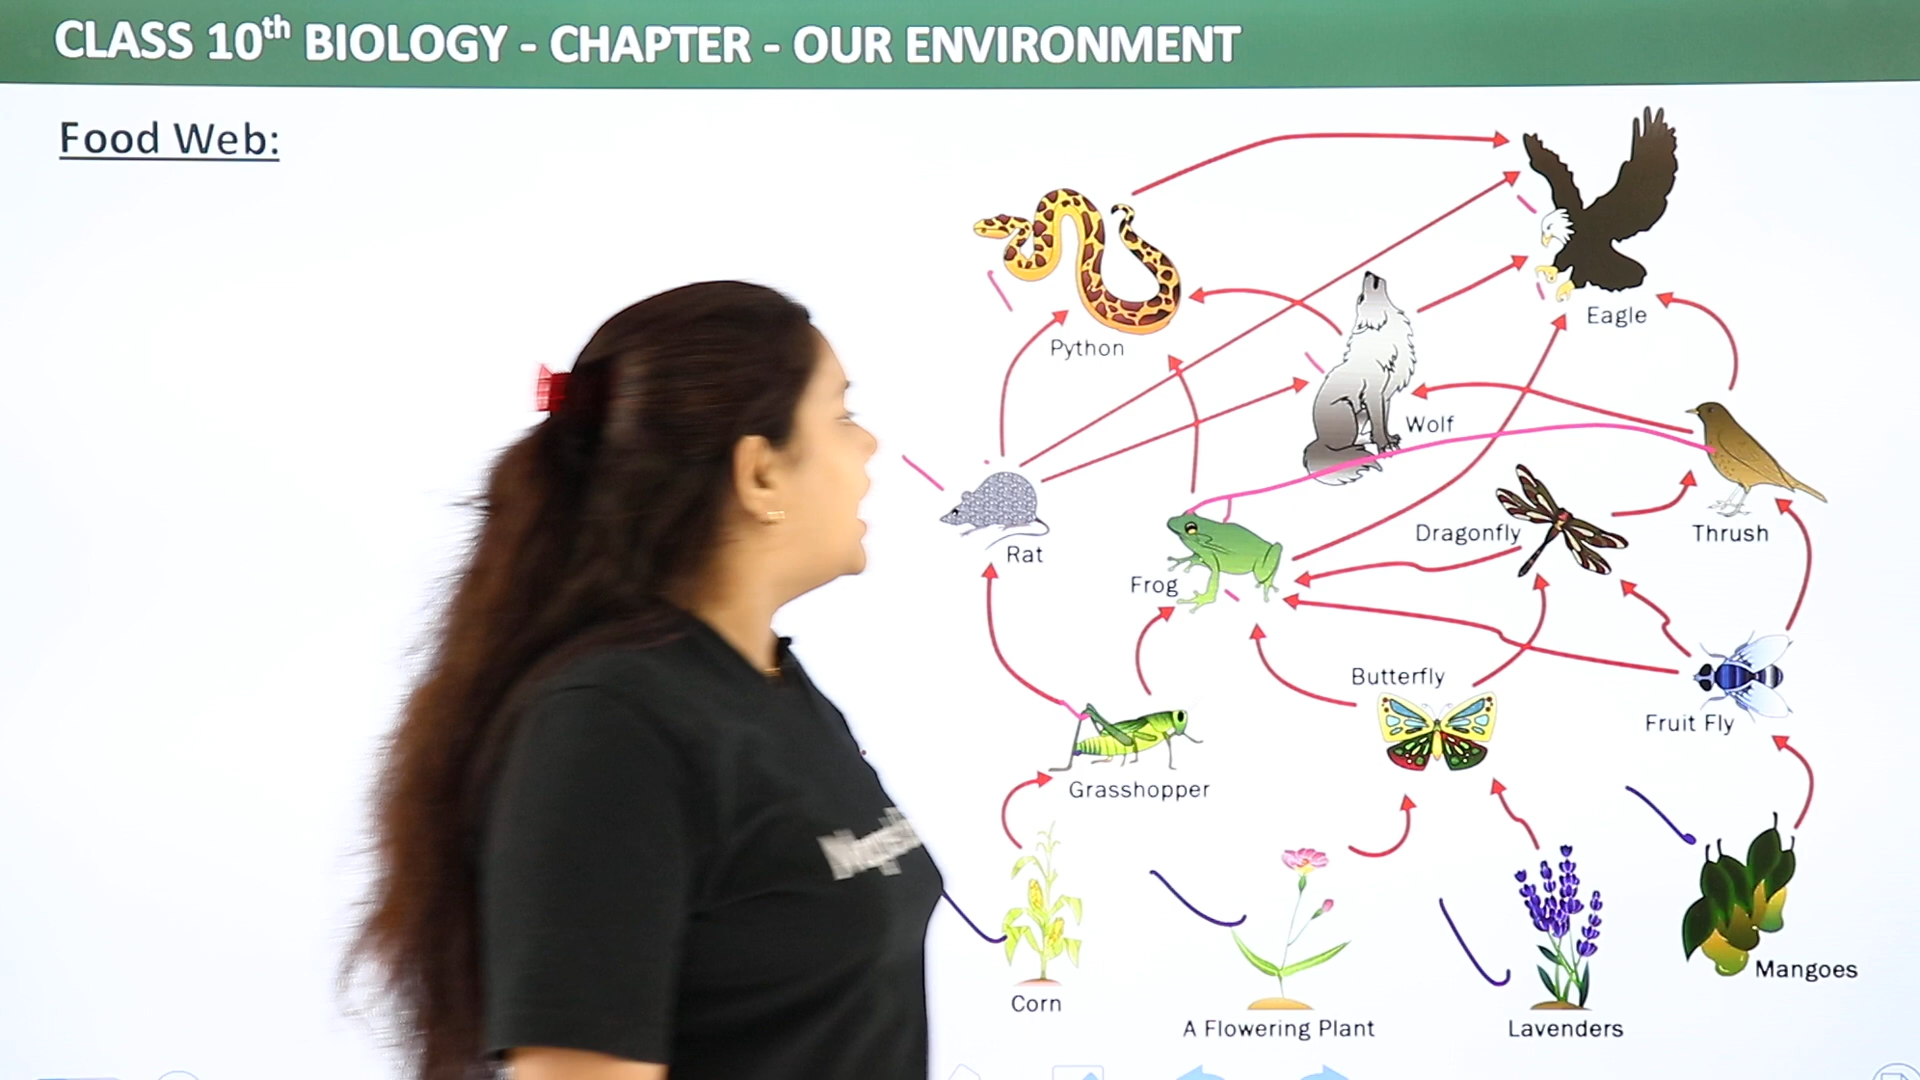 CLASS 10th BIOLOGY - CHAPTER - OUR ENVIRONMENT
Food Web:
Eagle
Python
Wolf
Dragonfly
Thrush
Rat
Frog
Butterfly
Fruit Fly
Grasshopper
Mangoes
Corn
A Flowering Plant
Lavenders